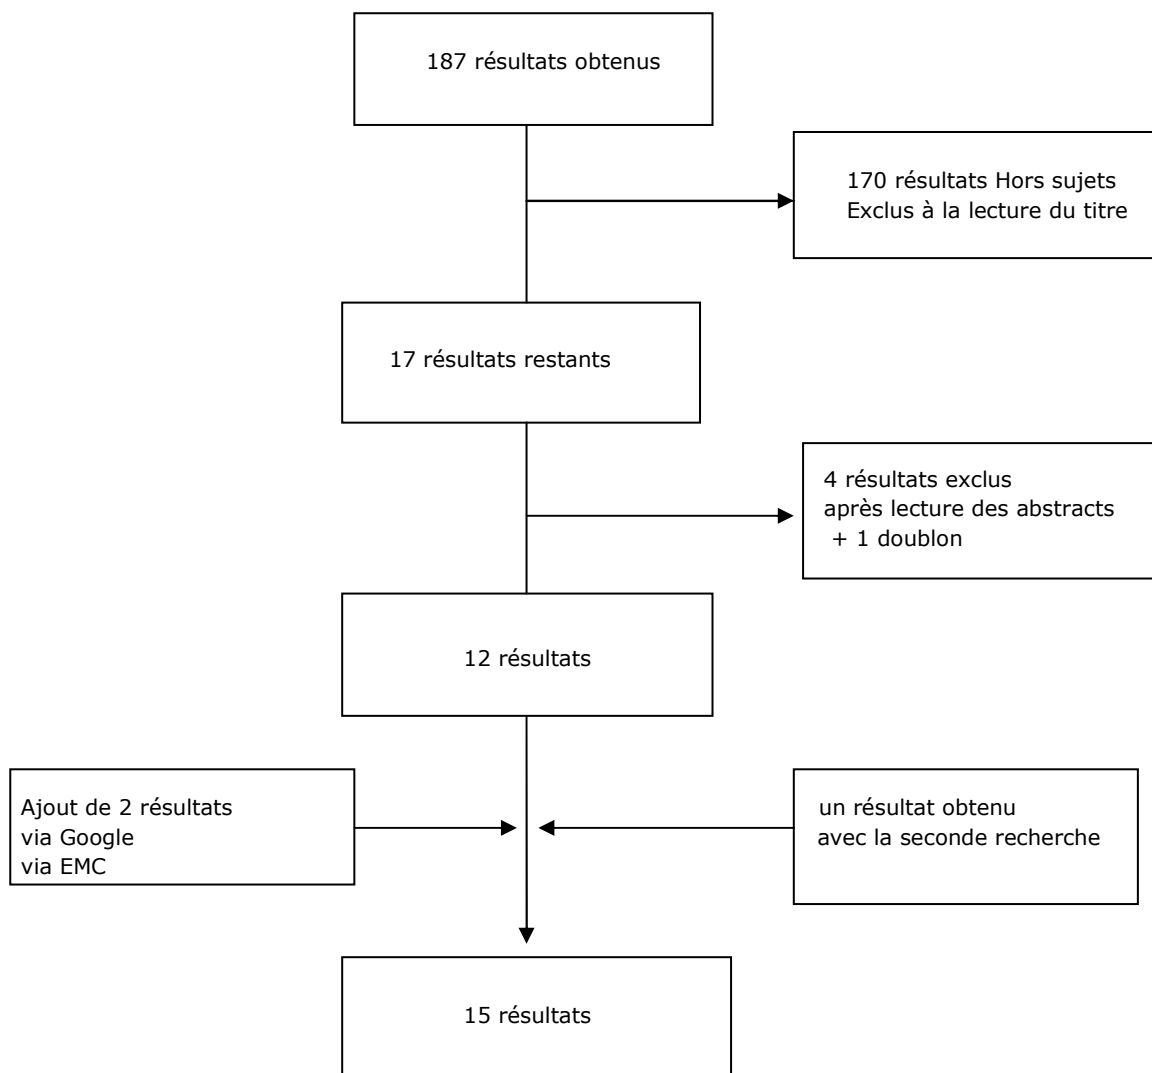 187 résultats obtenus
170 résultats Hors sujets
Exclus à la lecture du titre
17 résultats restants
4 résultats exclus
après lecture des abstracts
+ 1 doublon
12 résultats
Ajout de 2 résultats
via Google
via EMC
un résultat obtenu
avec la seconde recherche
15 résultats